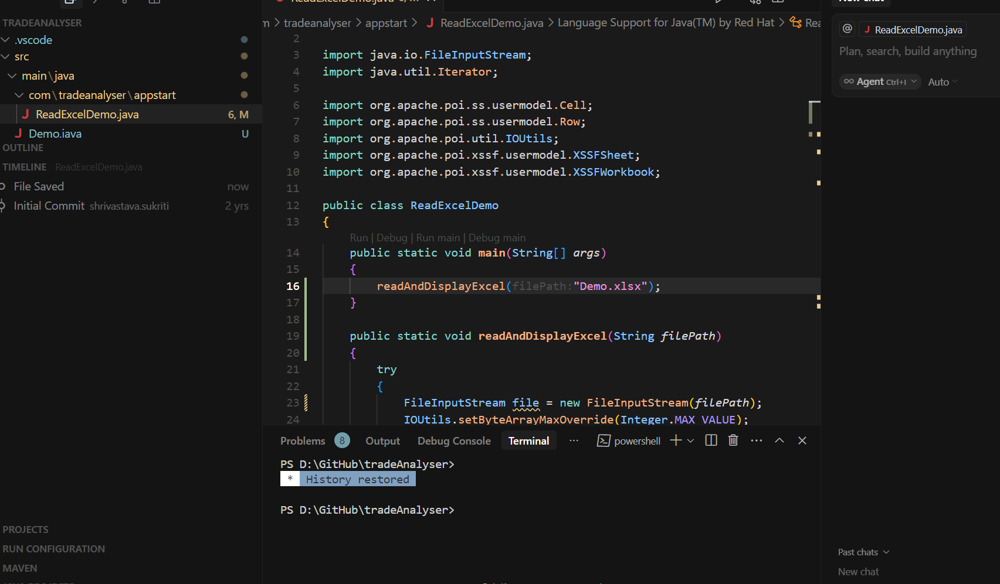 TRADEANALYSER
.vscode
src
main\java
com\tradeanalyser\appstart
ReadExcelDemo.java 6, M
Demo.java U
OUTLINE
TIMELINE ReadExcelDemo.java
File Saved now
Initial Commit shrivastava.sukriti 2 yrs
PROJECTS
RUN CONFIGURATION
MAVEN
ReadExcelDemo.java 6, M
m > tradeanalyser > appstart > ReadExcelDemo.java > Language Support for Java(TM) by Red Hat >
2
3 import java.io.FileInputStream;
4 import java.util.Iterator;
5
6 import org.apache.poi.ss.usermodel.Cell;
7 import org.apache.poi.ss.usermodel.Row;
8 import org.apache.poi.util.IOUtils;
9 import org.apache.poi.xssf.usermodel.XSSFSheet;
10 import org.apache.poi.xssf.usermodel.XSSFWorkbook;
11
12 public class ReadExcelDemo
13 {
Run | Debug | Run main | Debug main
14 public static void main(String[] args)
15 {
16 readAndDisplayExcel(filePath:"Demo.xlsx");
17 }
18
19 public static void readAndDisplayExcel(String filePath)
20 {
21 try
22 {
23 FileInputStream file = new FileInputStream(filePath);
24 IOUtils.setByteArrayMaxOverride(Integer.MAX_VALUE);
Problems 8 Output Debug Console Terminal ··· powershell
PS D:\GitHub\tradeAnalyser>
* History restored
PS D:\GitHub\tradeAnalyser>
New chat
@ ReadExcelDemo.java
Plan, search, build anything
∞ Agent Ctrl+I Auto
Past chats
New chat